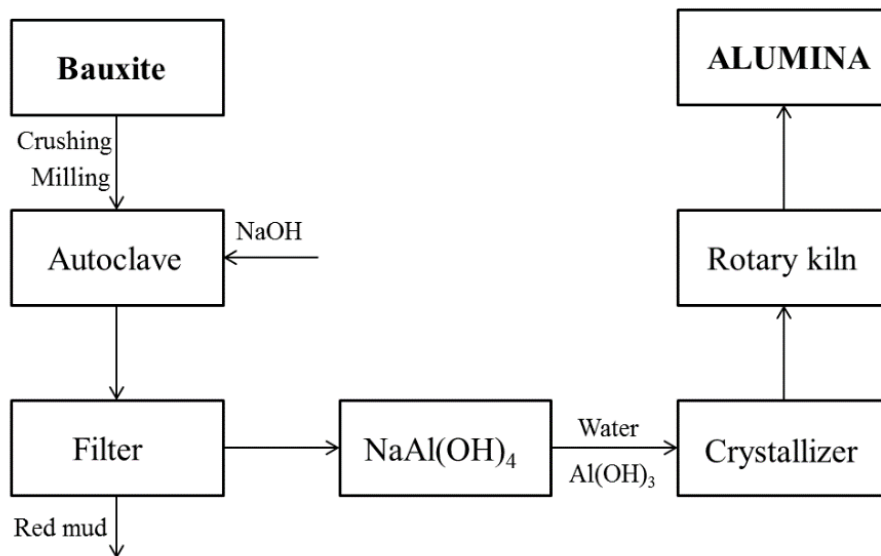 Bauxite
ALUMINA
Crushing
Milling
Autoclave
NaOH
Rotary kiln
Filter
NaAl(OH)₄
Water
Al(OH)₃
Crystallizer
Red mud